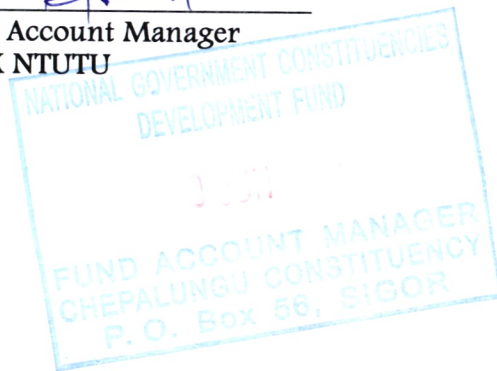 Account Manager
NTUTU
NATIONAL GOVERNMENT CONSTITUENCIES
DEVELOPMENT FUND
FUND ACCOUNT MANAGER
CHEPALUNGU CONSTITUENCY
P. O. Box 56, SIGOR